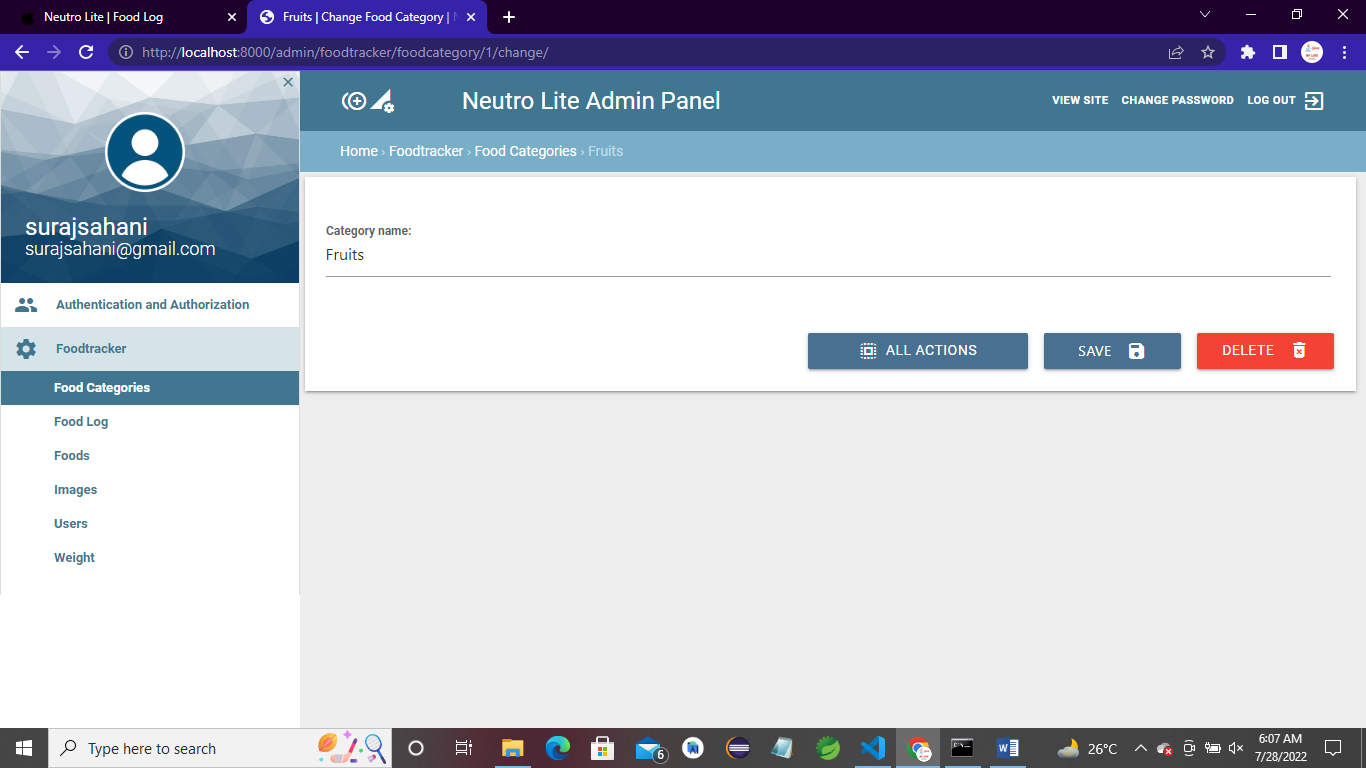 Neutro Lite | Food Log
Fruits | Change Food Category |
http://localhost:8000/admin/foodtracker/foodcategory/1/change/
Neutro Lite Admin Panel
VIEW SITE CHANGE PASSWORD LOG OUT
Home › Foodtracker › Food Categories › Fruits
surajsahani
surajsahani@gmail.com
Authentication and Authorization
Foodtracker
Food Categories
Food Log
Foods
Images
Users
Weight
Category name:
Fruits
ALL ACTIONS SAVE DELETE
Type here to search
6
26°C
6:07 AM
7/28/2022